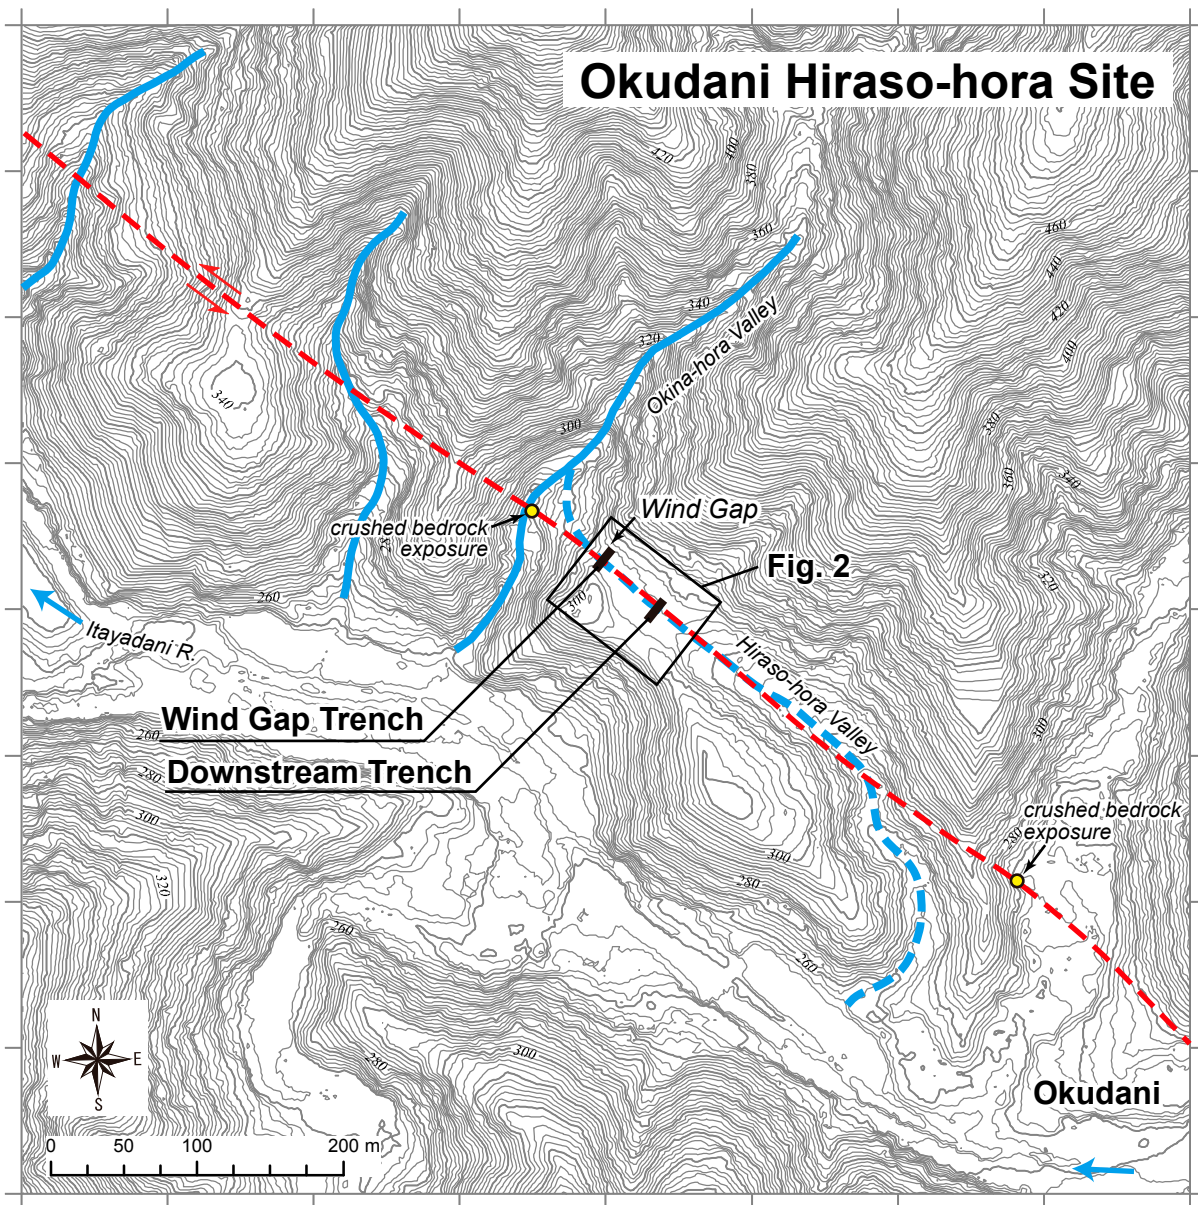 Okudani Hiraso-hora Site
420
400
380
360
460
440
420
400
340
320
Okina-hora Valley
340
300
380
360
340
Wind Gap
crushed bedrock
exposure
282
Fig. 2
320
260
300
Itayadani R.
Hiraso-hora Valley
Wind Gap Trench
300
260
Downstream Trench
280
300
crushed bedrock
exposure
280
300
320
280
260
260
N
W
E
S
300
280
Okudani
0
50
100
200 m